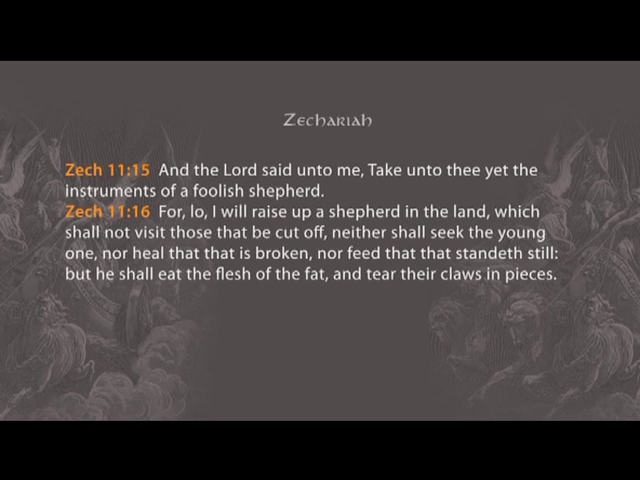 Zechariah
Zech 11:15 And the Lord said unto me, Take unto thee yet the
instruments of a foolish shepherd.
Zech 11:16 For, lo, I will raise up a shepherd in the land, which
shall not visit those that be cut off, neither shall seek the young
one, nor heal that that is broken, nor feed that that standeth still:
but he shall eat the flesh of the fat, and tear their claws in pieces.